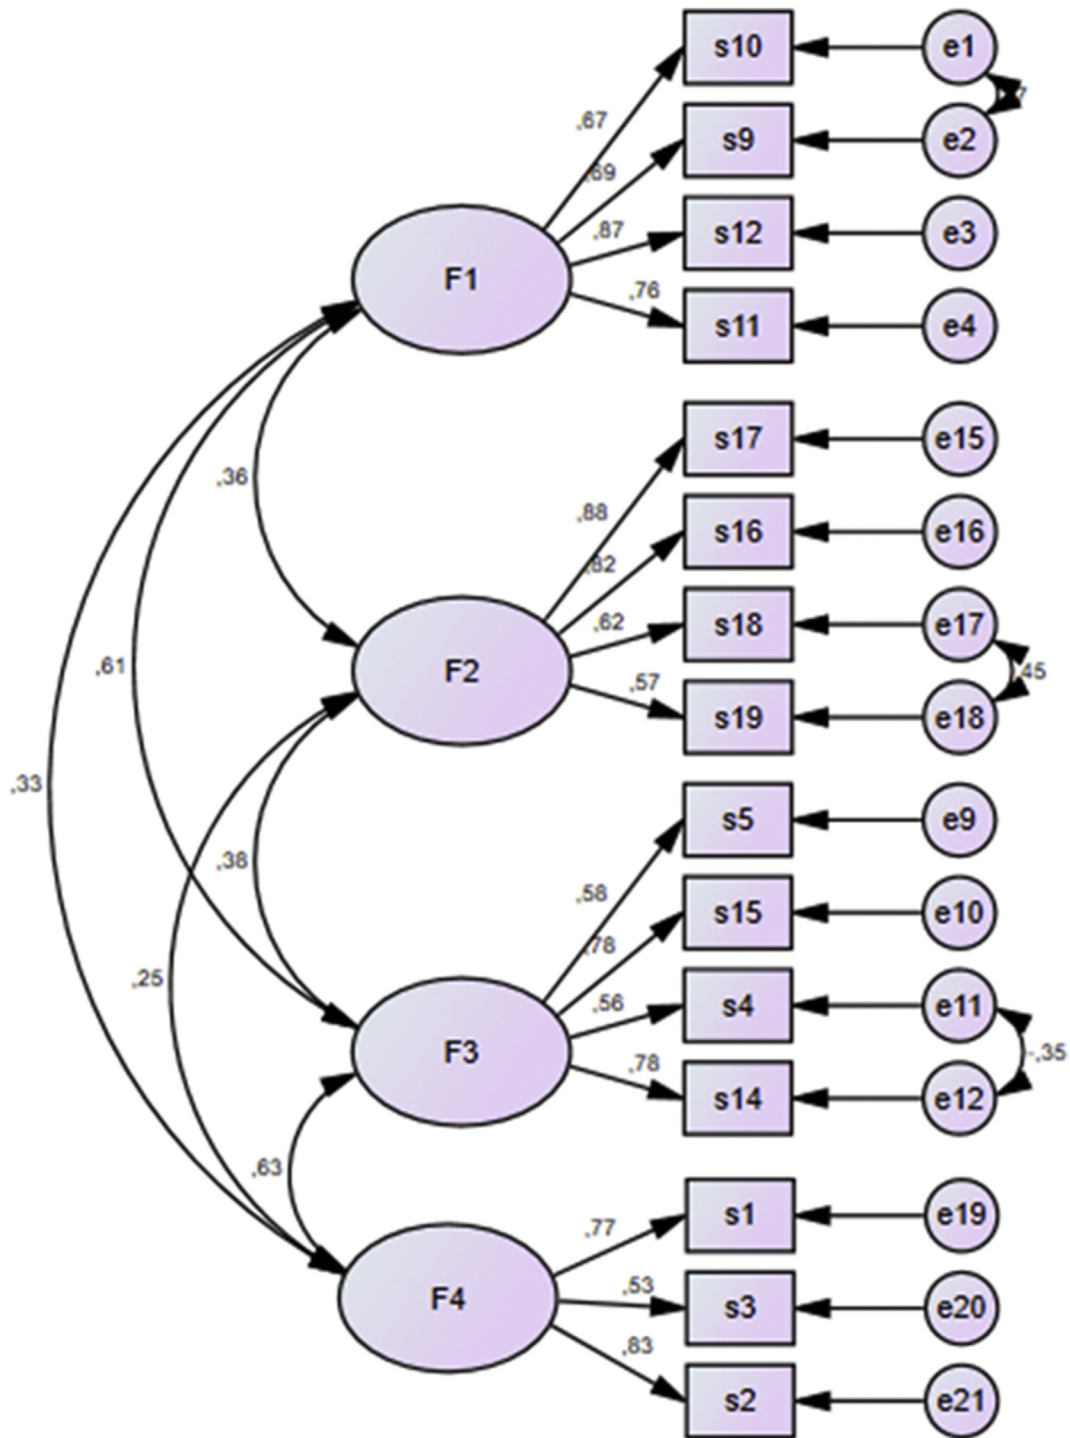 s10 e1
,67
s9 e2
,69
,87 s12 e3
F1
,76
s11 e4
s17 e15
,36
,88
s16 e16
,82
,62 s18 e17
,61 F2 ,45
,57
s19 e18
,33
s5 e9
,38
,58
s15 e10
,78
,25
,56 s4 e11
F3 -,35
,78
s14 e12
,63
s1 e19
,77
F4
,53
s3 e20
,83
s2 e21